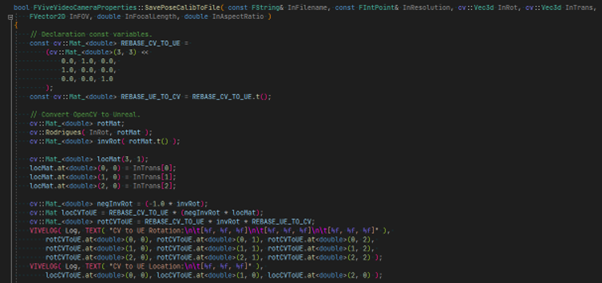 bool FViveVideoCameraProperties::SavePoseCalibToFile( const FString& InFilename, const FIntPoint& InResolution, cv::Vec3d InRot, cv::Vec3d InTrans,
FVector2D InFOV, double InFocalLength, double InAspectRatio )
{
// Declaration const variables.
const cv::Mat_<double> REBASE_CV_TO_UE =
(cv::Mat_<double>(3, 3) <<
0.0, 1.0, 0.0,
1.0, 0.0, 0.0,
0.0, 0.0, 1.0
);
const cv::Mat_<double> REBASE_UE_TO_CV = REBASE_CV_TO_UE.t();
// Convert OpenCV to Unreal.
cv::Mat_<double> rotMat;
cv::Rodrigues( InRot, rotMat );
cv::Mat_<double> invRot( rotMat.t() );
cv::Mat_<double> locMat(3, 1);
locMat.at<double>(0, 0) = InTrans[0];
locMat.at<double>(1, 0) = InTrans[1];
locMat.at<double>(2, 0) = InTrans[2];
cv::Mat_<double> negInvRot = (-1.0 * invRot);
cv::Mat locCVToUE = REBASE_CV_TO_UE * (negInvRot * locMat);
cv::Mat_<double> rotCVToUE = REBASE_CV_TO_UE * invRot * REBASE_UE_TO_CV;
VIVELOG( Log, TEXT( "CV to UE Rotation:\n\t[%f, %f, %f]\n\t[%f, %f, %f]\n\t[%f, %f, %f]" ),
rotCVToUE.at<double>(0, 0), rotCVToUE.at<double>(0, 1), rotCVToUE.at<double>(0, 2),
rotCVToUE.at<double>(1, 0), rotCVToUE.at<double>(1, 1), rotCVToUE.at<double>(1, 2),
rotCVToUE.at<double>(2, 0), rotCVToUE.at<double>(2, 1), rotCVToUE.at<double>(2, 2) );
VIVELOG( Log, TEXT( "CV to UE Location:\n\t[%f, %f, %f]" ),
locCVToUE.at<double>(0, 0), locCVToUE.at<double>(1, 0), locCVToUE.at<double>(2, 0) );